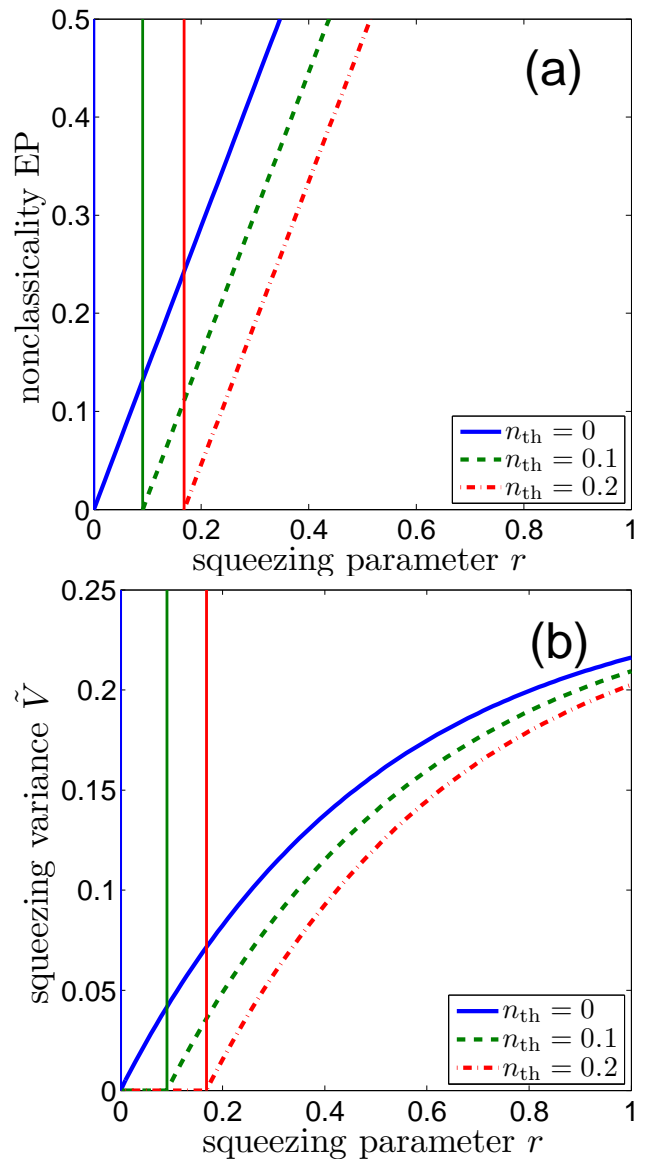 0.5
0.4
0.3
0.2
0.1
0
nonclassicality EP
(a)
n_th = 0
n_th = 0.1
n_th = 0.2
0 0.2 0.4 0.6 0.8 1
squeezing parameter r
0.25
0.2
0.15
0.1
0.05
0
squeezing variance Ṽ
(b)
n_th = 0
n_th = 0.1
n_th = 0.2
0 0.2 0.4 0.6 0.8 1
squeezing parameter r